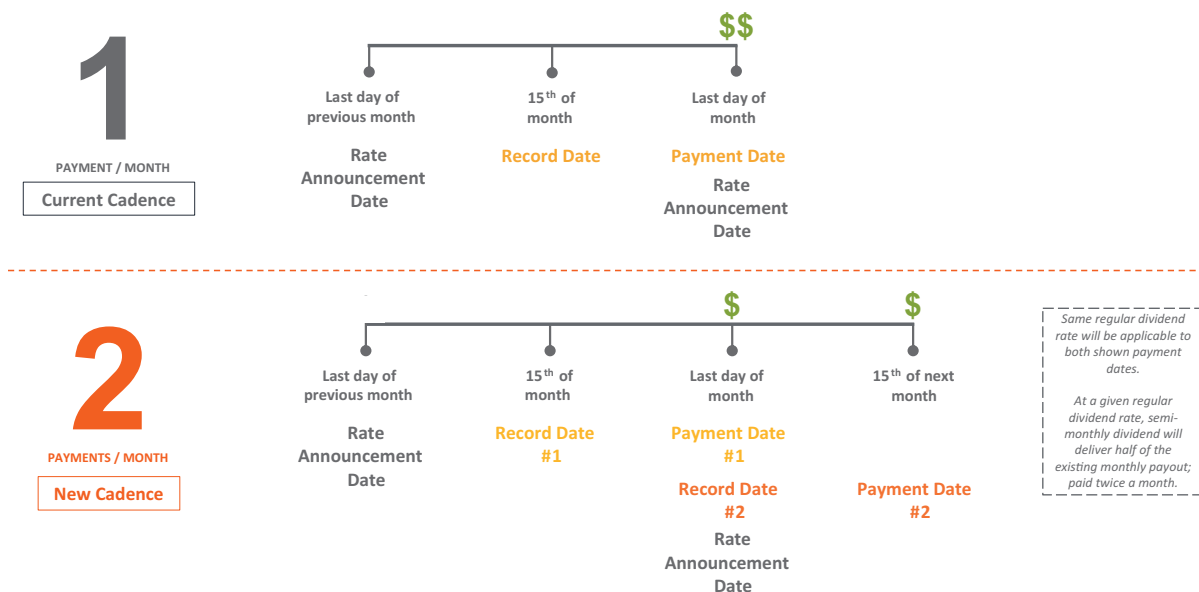 1
PAYMENT / MONTH
Current Cadence
$$
Last day of
previous month
15th of
month
Last day of
month
Rate
Announcement
Date
Record Date
Payment Date
Rate
Announcement
Date
2
PAYMENTS / MONTH
New Cadence
$
$
Last day of
previous month
15th of
month
Last day of
month
15th of next
month
Rate
Announcement
Date
Record Date
#1
Payment Date
#1
Record Date
#2
Rate
Announcement
Date
Payment Date
#2
Same regular dividend
rate will be applicable to
both shown payment
dates.
At a given regular
dividend rate, semi-
monthly dividend will
deliver half of the
existing monthly payout;
paid twice a month.